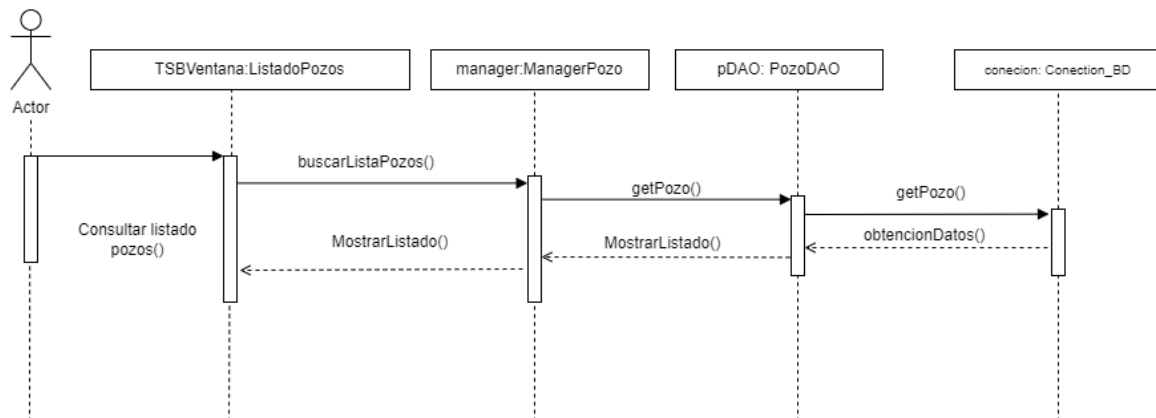 TSBVentana:ListadoPozos
manager:ManagerPozo
pDAO: PozoDAO
conecion: Conection_BD
Actor
buscarListaPozos()
getPozo()
getPozo()
Consultar listado
pozos()
MostrarListado()
MostrarListado()
obtencionDatos()